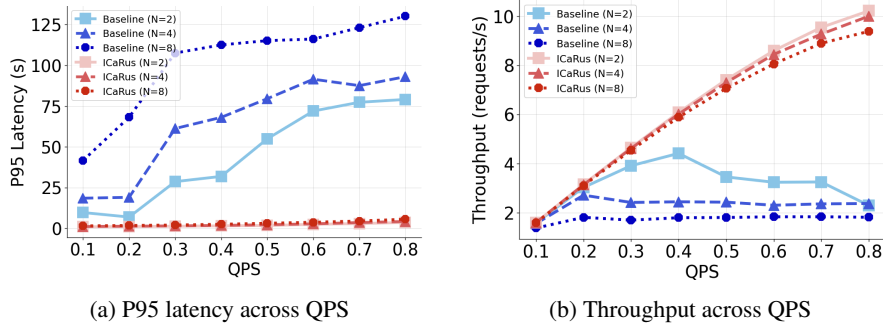 125
100
75
50
25
0
P95 Latency (s)
Baseline (N=2)
Baseline (N=4)
Baseline (N=8)
ICaRus (N=2)
ICaRus (N=4)
ICaRus (N=8)
0.1 0.2 0.3 0.4 0.5 0.6 0.7 0.8
QPS
(a) P95 latency across QPS
10
8
6
4
2
Throughput (requests/s)
Baseline (N=2)
Baseline (N=4)
Baseline (N=8)
ICaRus (N=2)
ICaRus (N=4)
ICaRus (N=8)
0.1 0.2 0.3 0.4 0.5 0.6 0.7 0.8
QPS
(b) Throughput across QPS